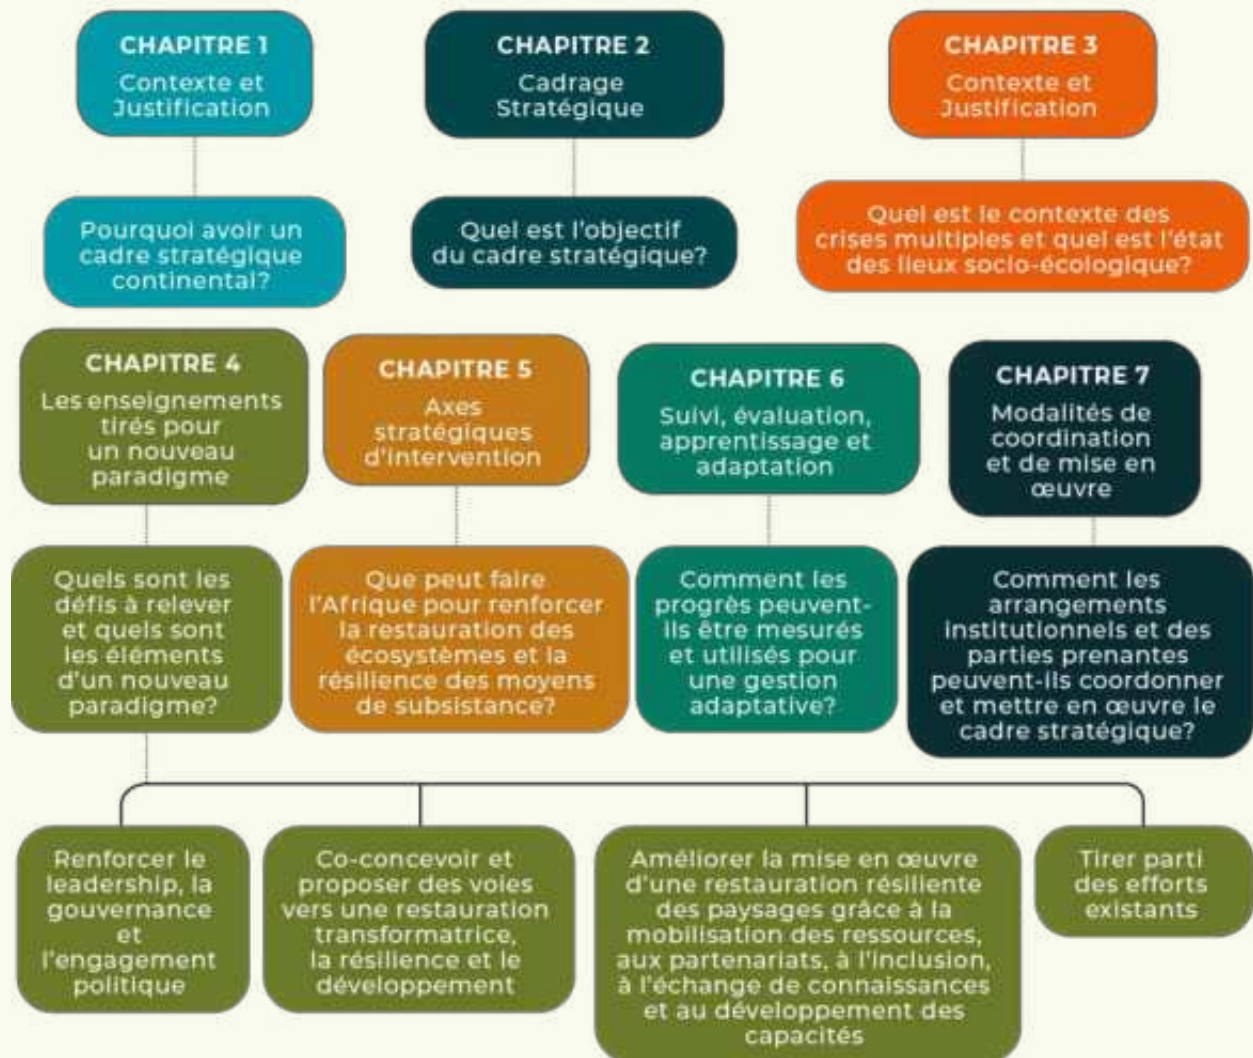 CHAPITRE 1
Contexte et
Justification
CHAPITRE 2
Cadrage
Stratégique
CHAPITRE 3
Contexte et
Justification
Pourquoi avoir un
cadre stratégique
continental?
Quel est l'objectif
du cadre stratégique?
Quel est le contexte des
crises multiples et quel est l'état
des lieux socio-écologique?
CHAPITRE 4
Les enseignements
tirés pour
un nouveau
paradigme
CHAPITRE 5
Axes
stratégiques
d'intervention
CHAPITRE 6
Suivi, évaluation,
apprentissage et
adaptation
CHAPITRE 7
Modalités de
coordination
et de mise en
œuvre
Quels sont les
défis à relever
et quels sont
les éléments
d'un nouveau
paradigme?
Que peut faire
l'Afrique pour renforcer
la restauration des
écosystèmes et la
résilience des moyens
de subsistance?
Comment les
progrès peuvent-
ils être mesurés
et utilisés pour
une gestion
adaptative?
Comment les
arrangements
institutionnels et des
parties prenantes
peuvent-ils coordonner
et mettre en œuvre le
cadre stratégique?
Renforcer le
leadership, la
gouvernance
et
l'engagement
politique
Co-concevoir et
proposer des voies
vers une restauration
transformatrice,
la résilience et le
développement
Améliorer la mise en œuvre
d'une restauration résiliente
des paysages grâce à la
mobilisation des ressources,
aux partenariats, à l'inclusion,
à l'échange de connaissances
et au développement des
capacités
Tirer parti
des efforts
existants